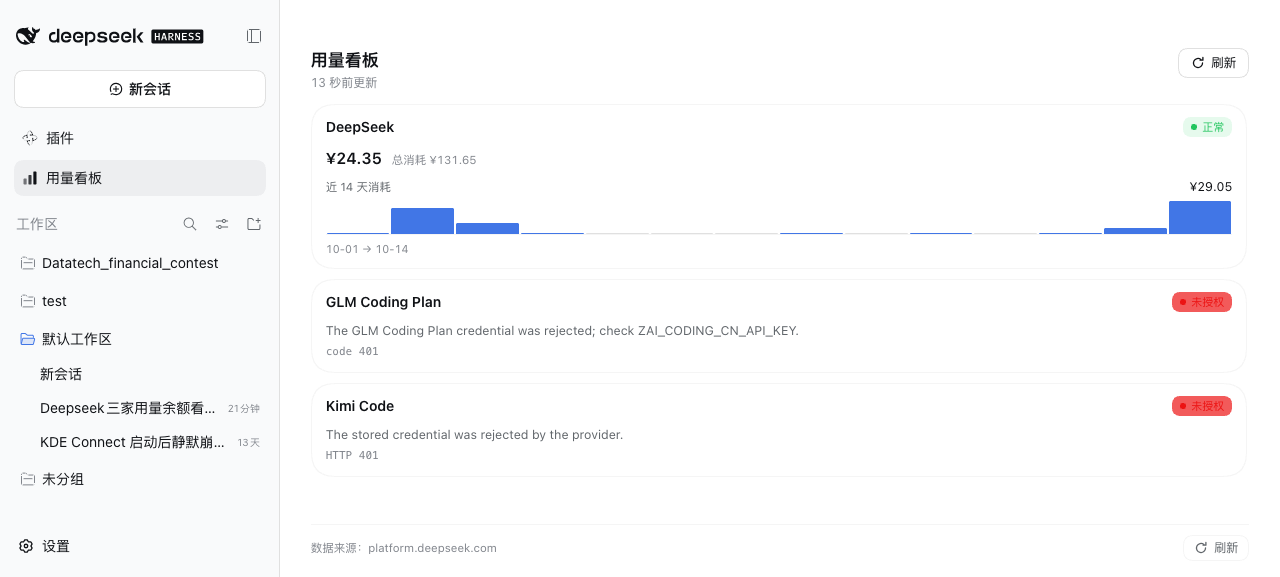 deepseek HARNESS
新会话
插件
用量看板
工作区
Datatech_financial_contest
test
默认工作区
新会话
Deepseek三家用量余额看... 21分钟
KDE Connect 启动后静默崩... 13天
未分组
设置
用量看板
13 秒前更新
刷新
DeepSeek
正常
¥24.35 总消耗 ¥131.65
近 14 天消耗
¥29.05
10-01 → 10-14
GLM Coding Plan
未授权
The GLM Coding Plan credential was rejected; check ZAI_CODING_CN_API_KEY.
code 401
Kimi Code
未授权
The stored credential was rejected by the provider.
HTTP 401
数据来源：platform.deepseek.com
刷新